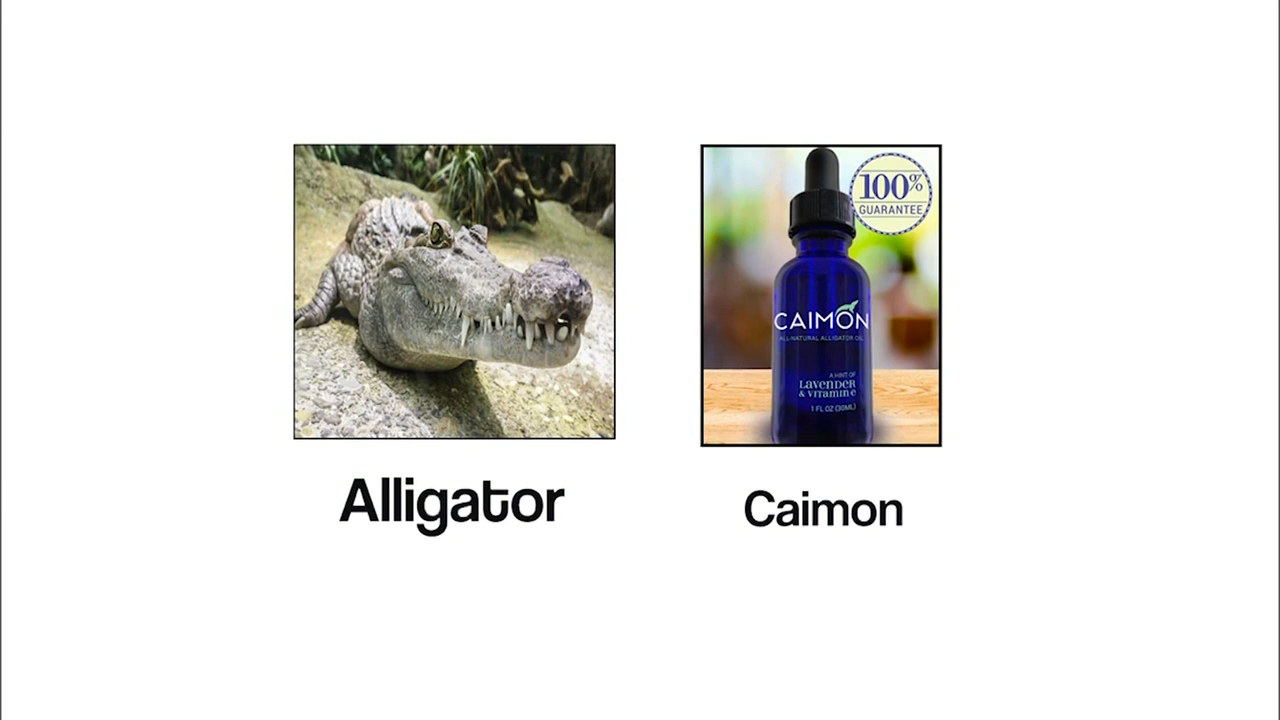 100%
GUARANTEE
CAIMON
ALL-NATURAL ALLIGATOR OIL
A HINT OF
LAVENDER
& VITAMIN E
1 FL OZ (30ML)
Alligator
Caimon